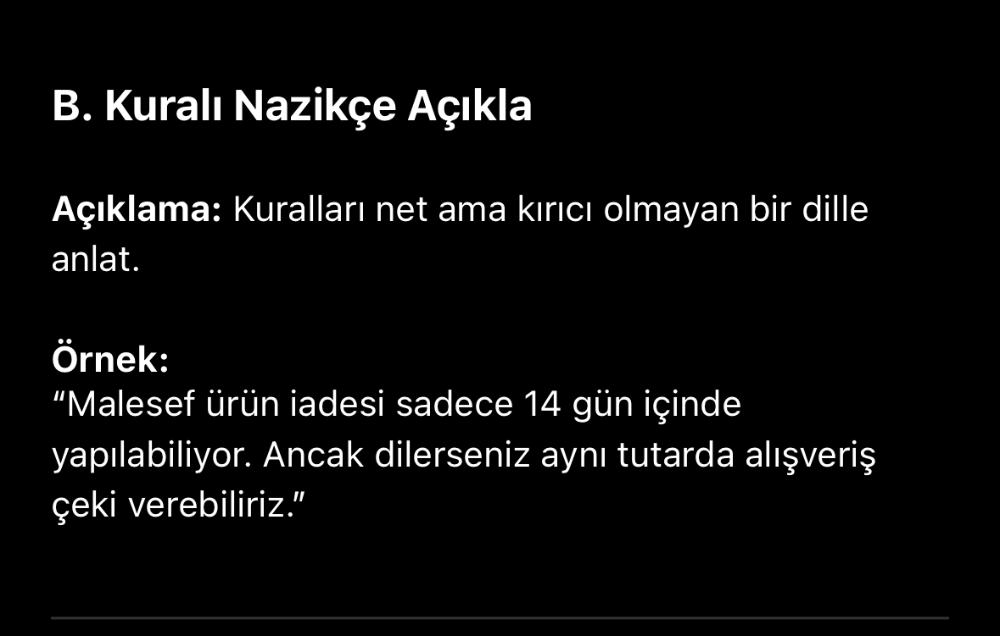 B. Kuralı Nazikçe Açıkla
Açıklama: Kuralları net ama kırıcı olmayan bir dille
anlat.
Örnek:
“Malesef ürün iadesi sadece 14 gün içinde
yapılabiliyor. Ancak dilerseniz aynı tutarda alışveriş
çeki verebiliriz.”